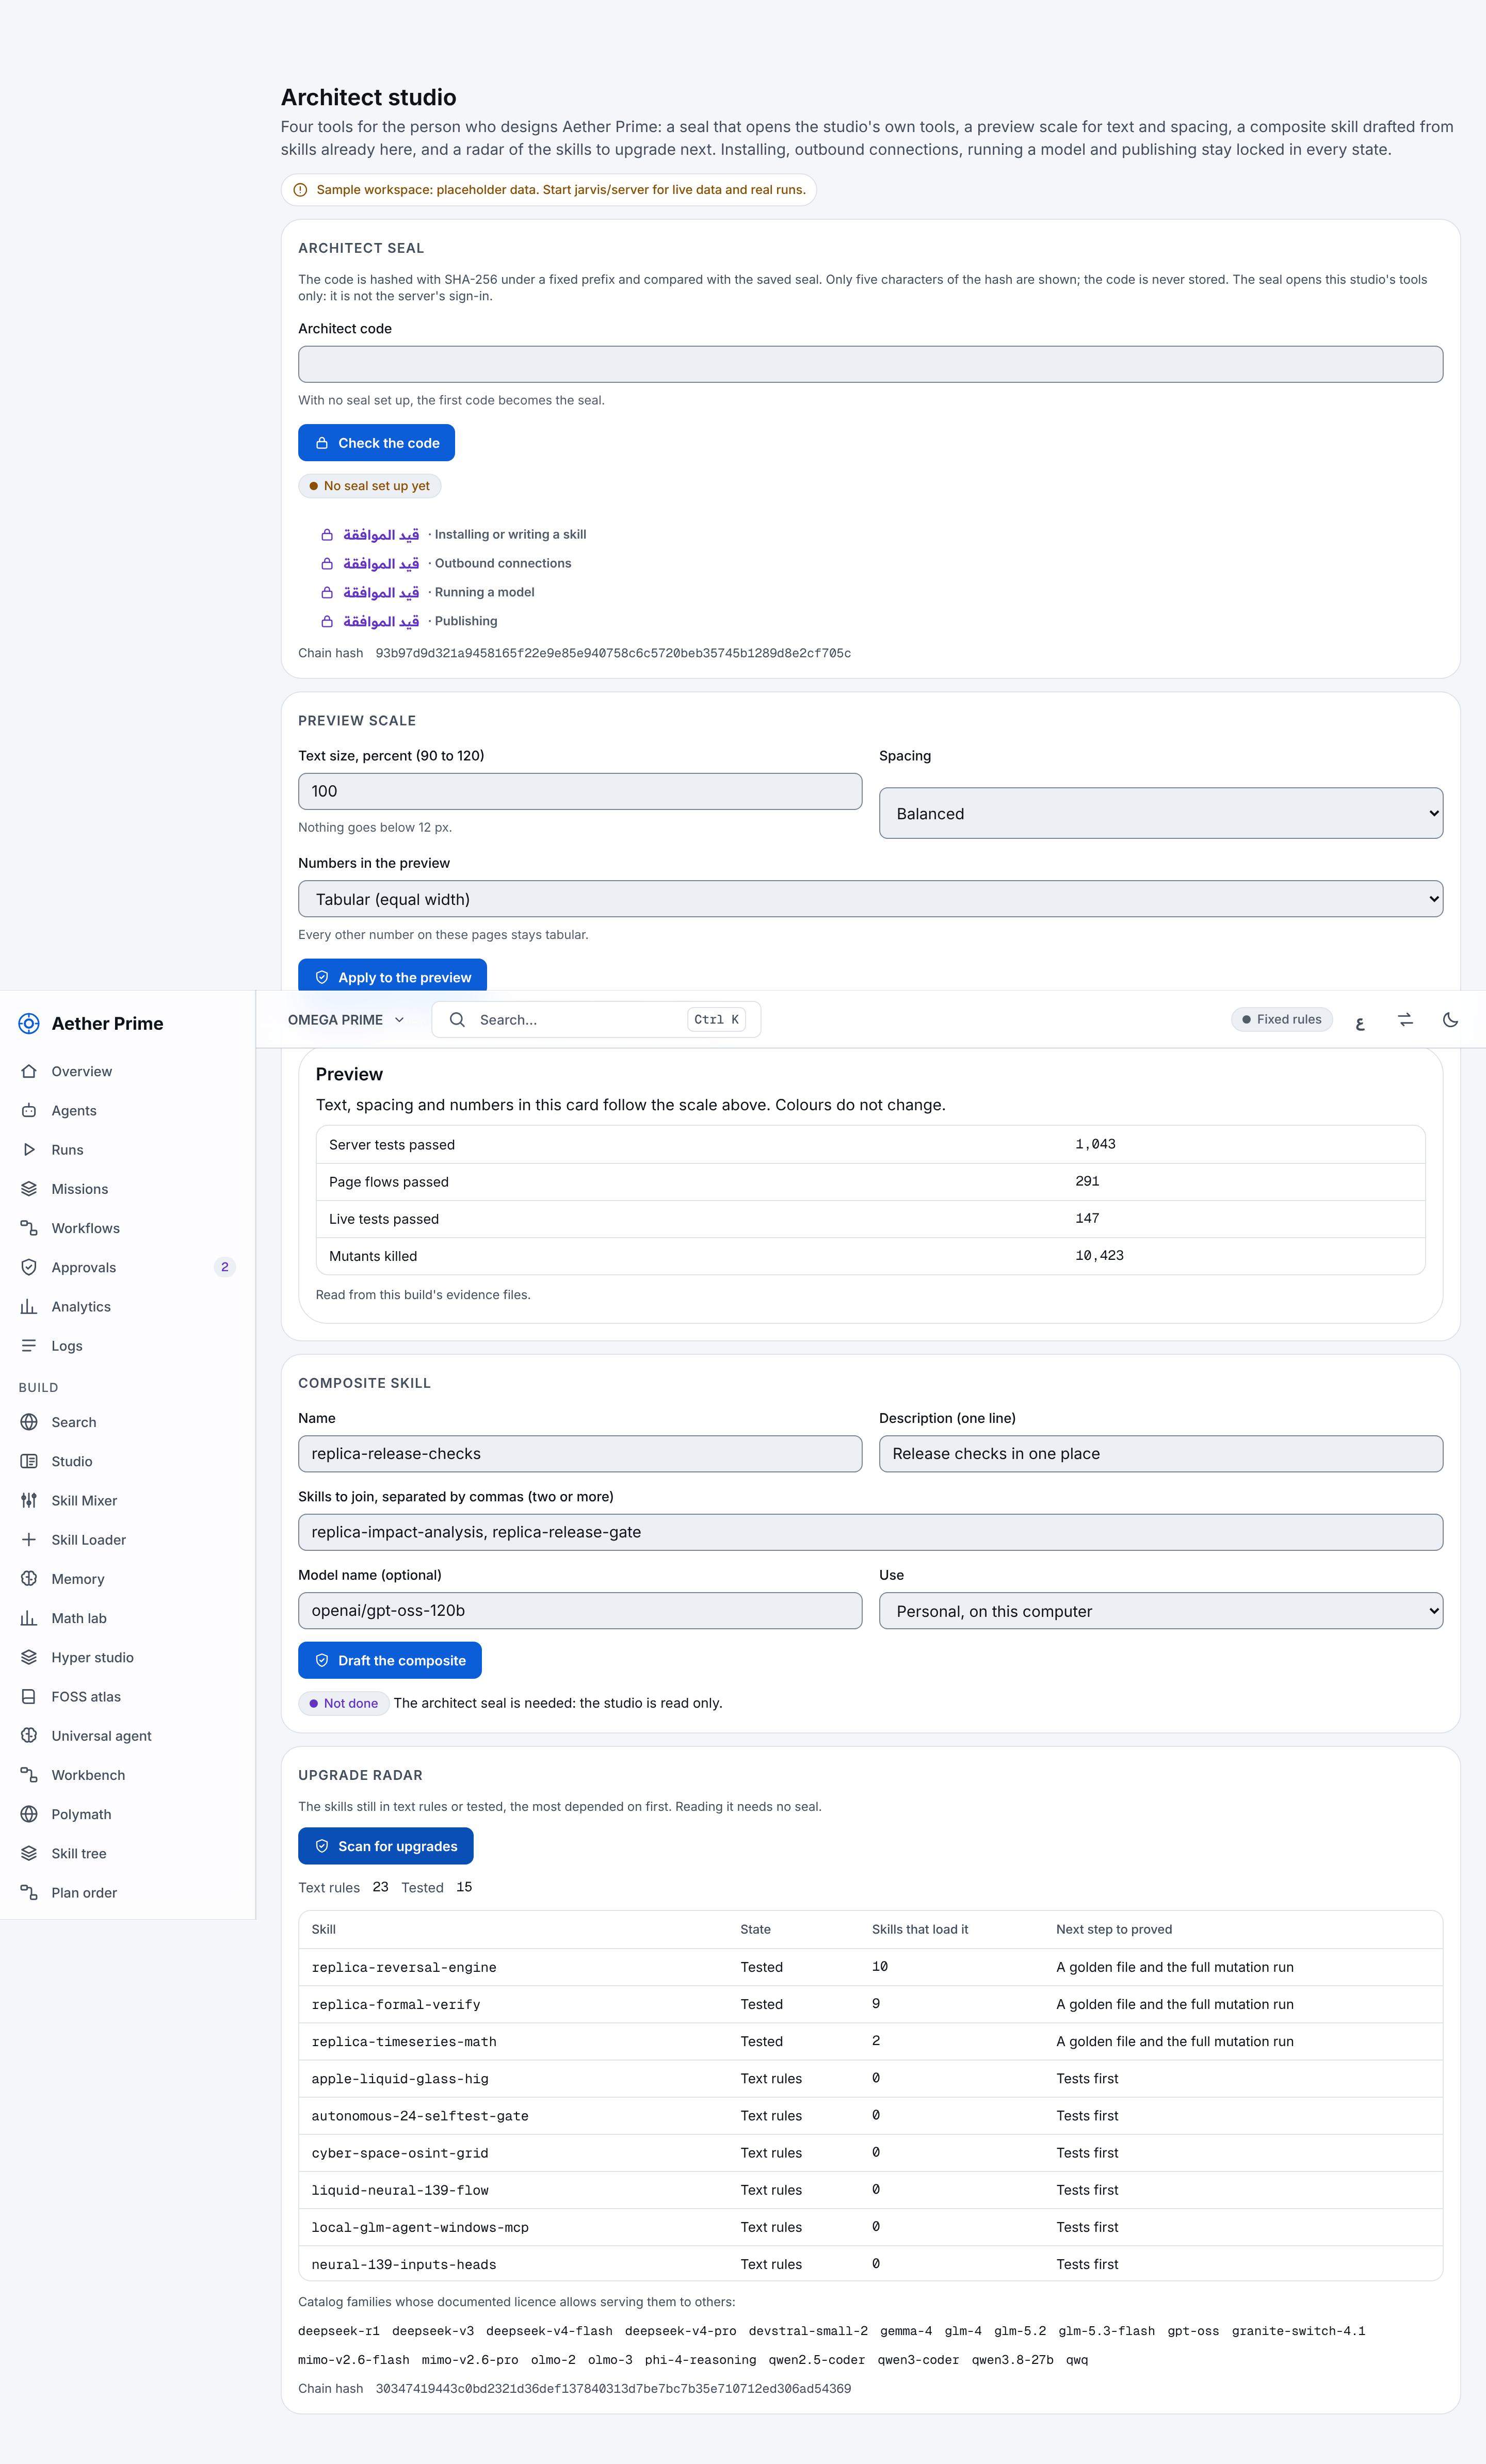 Architect studio
Four tools for the person who designs Aether Prime: a seal that opens the studio's own tools, a preview scale for text and spacing, a composite skill drafted from
skills already here, and a radar of the skills to upgrade next. Installing, outbound connections, running a model and publishing stay locked in every state.
Sample workspace: placeholder data. Start jarvis/server for live data and real runs.
ARCHITECT SEAL
The code is hashed with SHA-256 under a fixed prefix and compared with the saved seal. Only five characters of the hash are shown; the code is never stored. The seal opens this studio's tools
only: it is not the server's sign-in.
Architect code
With no seal set up, the first code becomes the seal.
Check the code
No seal set up yet
قيد الموافقة · Installing or writing a skill
قيد الموافقة · Outbound connections
قيد الموافقة · Running a model
قيد الموافقة · Publishing
Chain hash 93b97d9d321a9458165f22e9e85e940758c6c5720beb35745b1289d8e2cf705c
PREVIEW SCALE
Text size, percent (90 to 120)
100
Nothing goes below 12 px.
Spacing
Balanced
Numbers in the preview
Tabular (equal width)
Every other number on these pages stays tabular.
Apply to the preview
Aether Prime
OMEGA PRIME
Search...
Ctrl K
Fixed rules
ع
Overview
Agents
Runs
Missions
Workflows
Approvals 2
Analytics
Logs
BUILD
Search
Studio
Skill Mixer
Skill Loader
Memory
Math lab
Hyper studio
FOSS atlas
Universal agent
Workbench
Polymath
Skill tree
Plan order
Preview
Text, spacing and numbers in this card follow the scale above. Colours do not change.
Server tests passed 1,043
Page flows passed 291
Live tests passed 147
Mutants killed 10,423
Read from this build's evidence files.
COMPOSITE SKILL
Name
replica-release-checks
Description (one line)
Release checks in one place
Skills to join, separated by commas (two or more)
replica-impact-analysis, replica-release-gate
Model name (optional)
openai/gpt-oss-120b
Use
Personal, on this computer
Draft the composite
Not done The architect seal is needed: the studio is read only.
UPGRADE RADAR
The skills still in text rules or tested, the most depended on first. Reading it needs no seal.
Scan for upgrades
Text rules 23 Tested 15
Skill State Skills that load it Next step to proved
replica-reversal-engine Tested 10 A golden file and the full mutation run
replica-formal-verify Tested 9 A golden file and the full mutation run
replica-timeseries-math Tested 2 A golden file and the full mutation run
apple-liquid-glass-hig Text rules 0 Tests first
autonomous-24-selftest-gate Text rules 0 Tests first
cyber-space-osint-grid Text rules 0 Tests first
liquid-neural-139-flow Text rules 0 Tests first
local-glm-agent-windows-mcp Text rules 0 Tests first
neural-139-inputs-heads Text rules 0 Tests first
Catalog families whose documented licence allows serving them to others:
deepseek-r1 deepseek-v3 deepseek-v4-flash deepseek-v4-pro devstral-small-2 gemma-4 glm-4 glm-5.2 glm-5.3-flash gpt-oss granite-switch-4.1
mimo-v2.6-flash mimo-v2.6-pro olmo-2 olmo-3 phi-4-reasoning qwen2.5-coder qwen3-coder qwen3.8-27b qwq
Chain hash 30347419443c0bd2321d36def137840313d7be7bc7b35e710712ed306ad54369